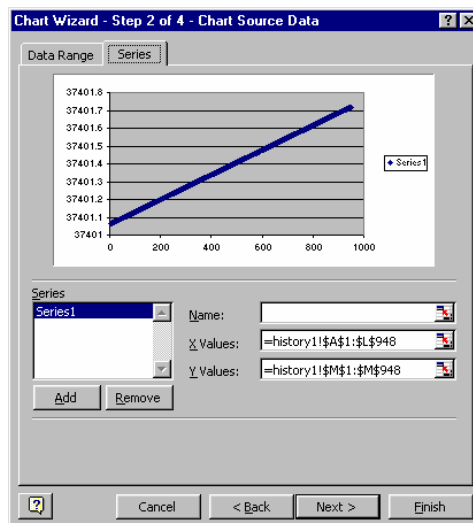 Chart Wizard - Step 2 of 4 - Chart Source Data
Data Range
Series
37401.8
37401.7
37401.6
37401.5
37401.4
37401.3
37401.2
37401.1
37401
0 200 400 600 800 1000
Series1
Series
Series1
Name:
X Values: =history1!$A$1:$L$948
Y Values: =history1!$M$1:$M$948
Add Remove
Cancel < Back Next > Finish